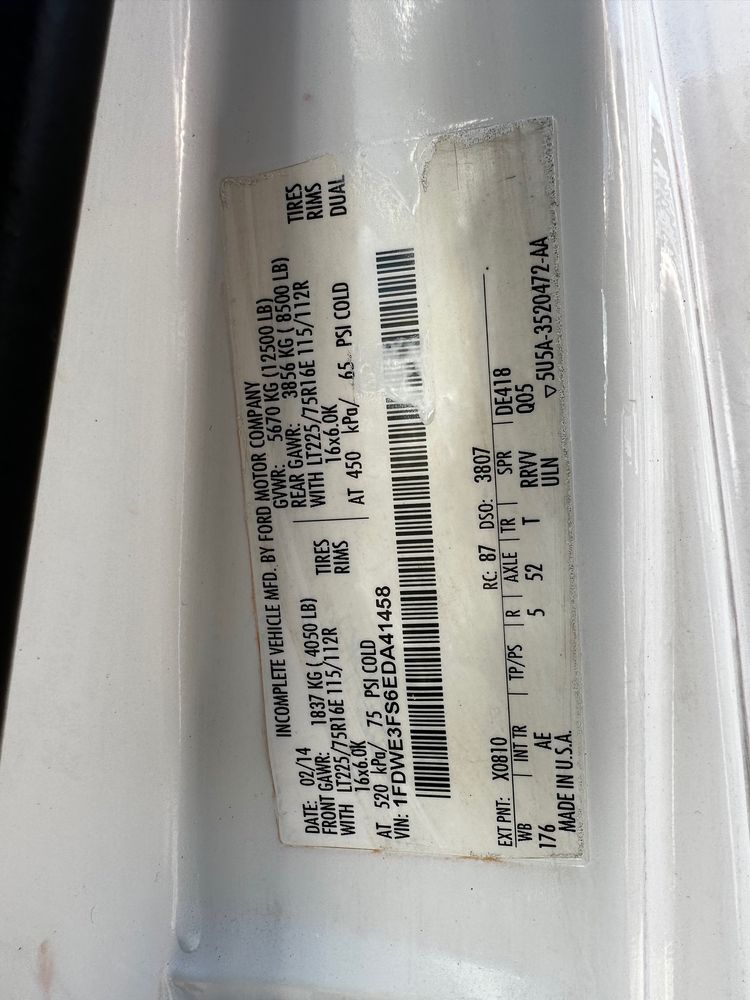 INCOMPLETE VEHICLE MFD. BY FORD MOTOR COMPANY
DATE: 02/14 GVWR: 5670 KG (12500 LB)
FRONT GAWR: 1837 KG ( 4050 LB) REAR GAWR: 3856 KG ( 8500 LB)
WITH LT225/75R16E 115/112R TIRES WITH LT225/75R16E 115/112R TIRES
16x6.0K RIMS 16x6.0K RIMS
AT 520 kPa/ 75 PSI COLD AT 450 kPa/ 65 PSI COLD DUAL
VIN: 1FDWE3FS6EDA41458
EXT PNT: X0810 RC: 87 DSO: 3807
WB INT TR TP/PS R AXLE TR SPR DE418
176 AE 5 52 T RRVV Q05
MADE IN U.S.A. ULN ▽5U5A-3520472-AA